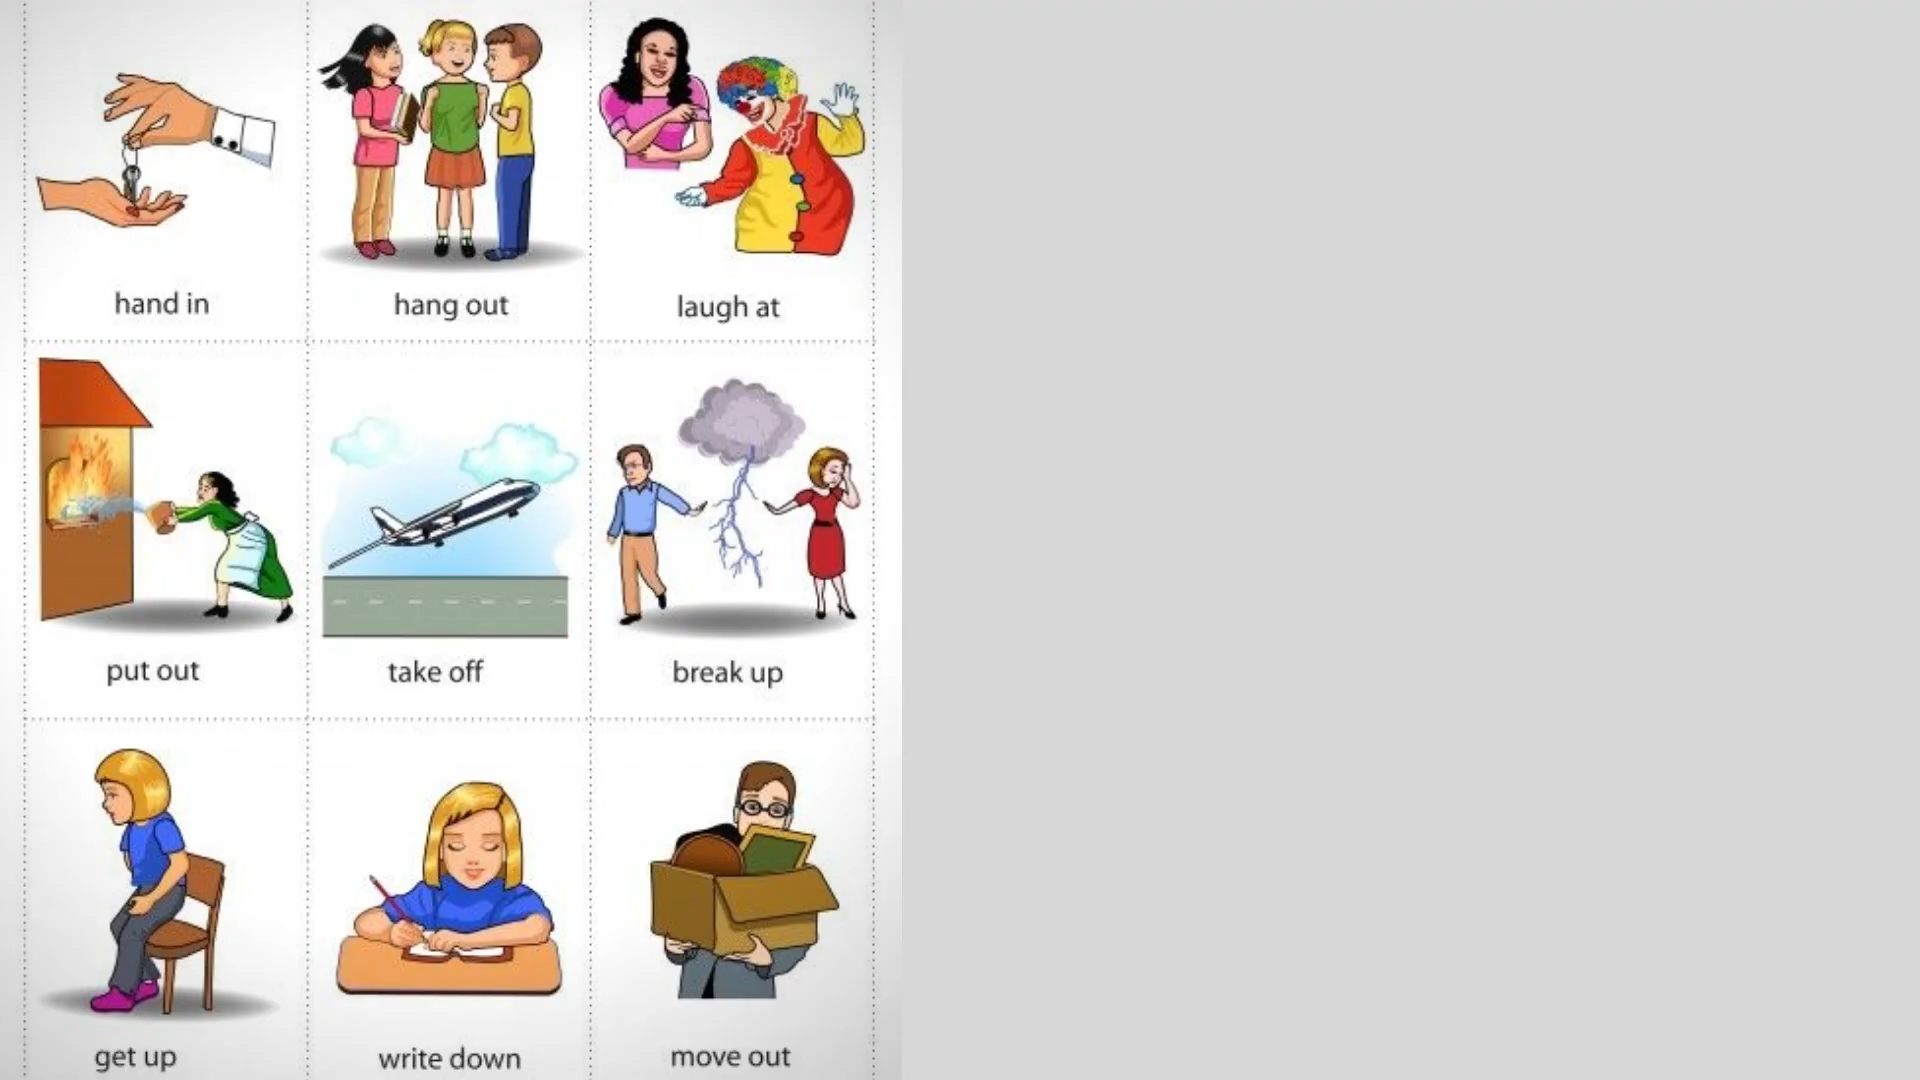 hand in
hang out
laugh at
put out
take off
break up
get up
write down
move out